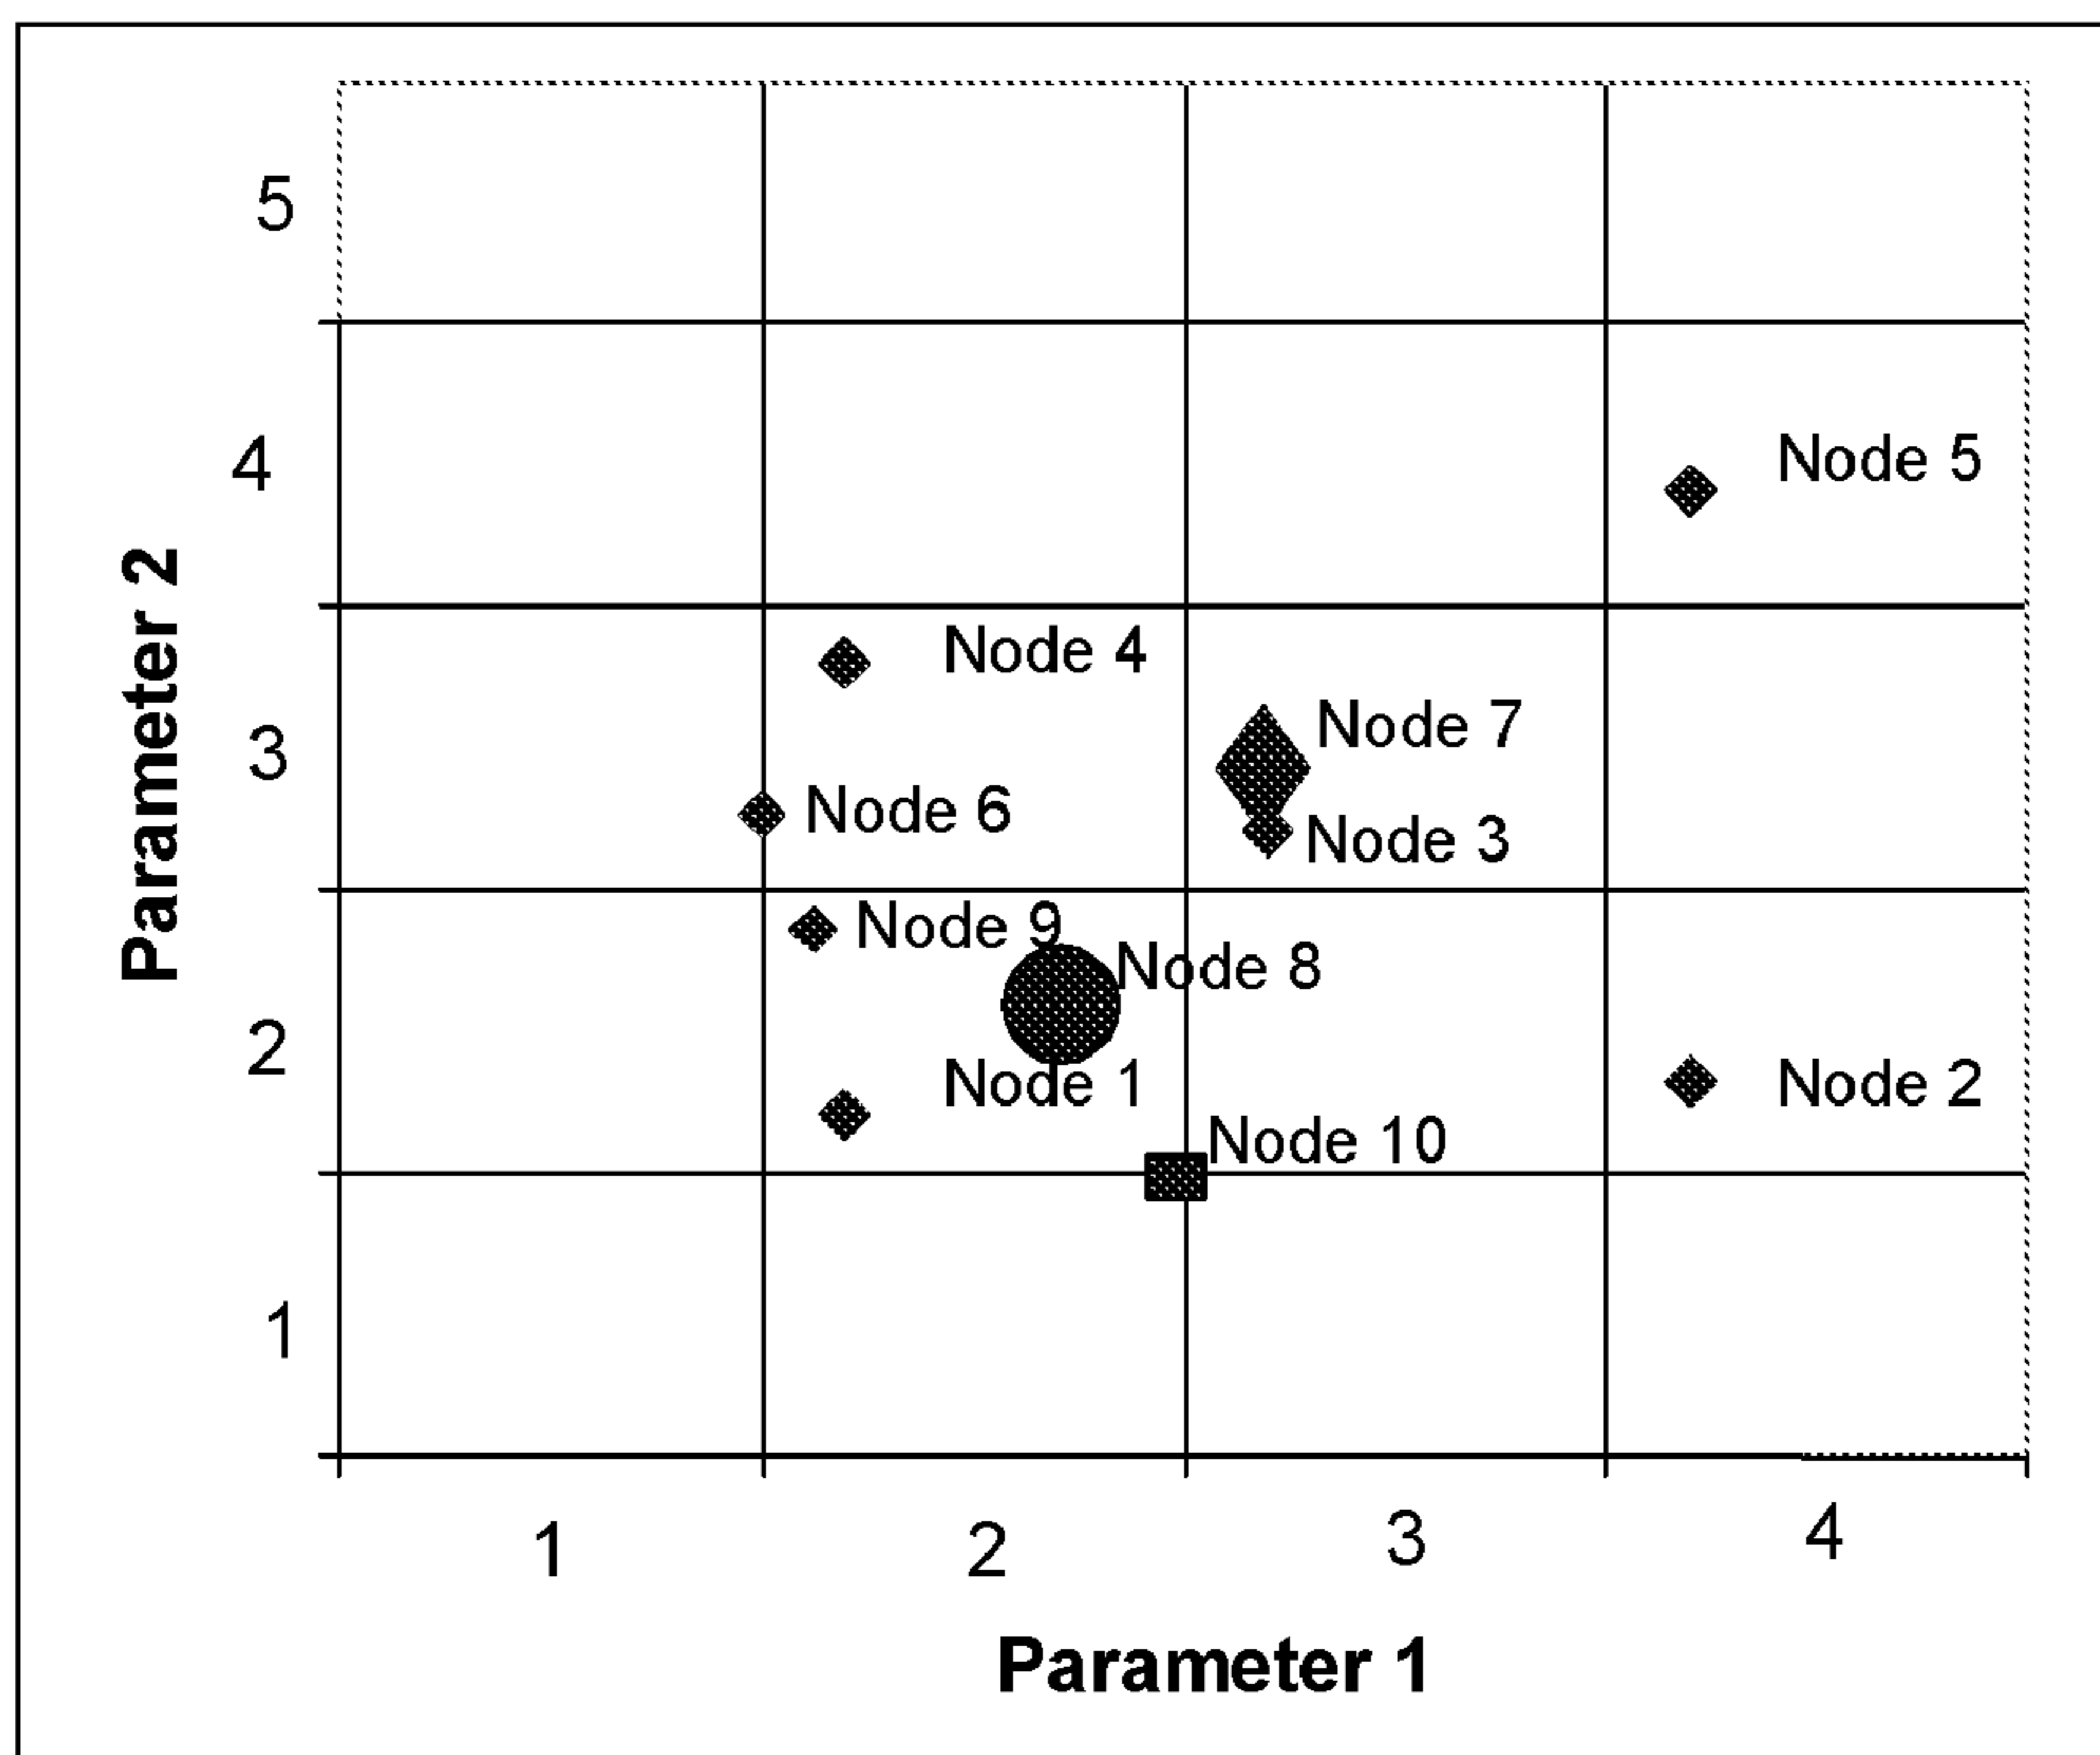 5
4
Node 5
Parameter 2
Node 4
3
Node 7
Node 6
Node 3
Node 9
Node 8
2
Node 1
Node 2
Node 10
1
1 2 3 4
Parameter 1